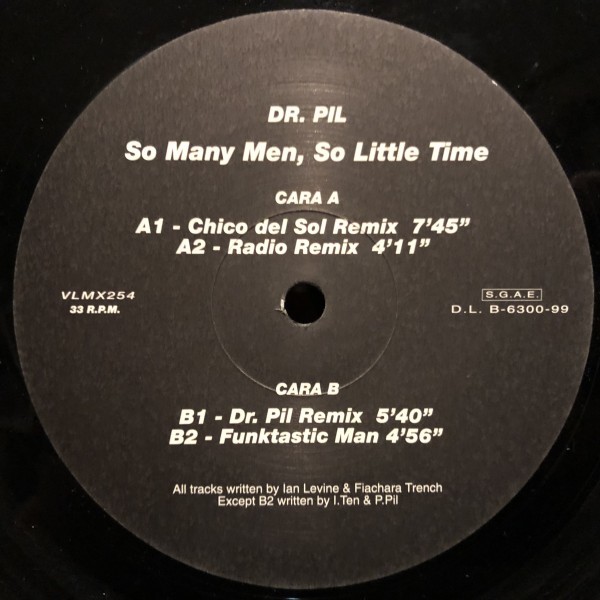 DR. PIL
So Many Men, So Little Time
CARA A
A1 - Chico del Sol Remix 7'45"
A2 - Radio Remix 4'11"
VLMX254
33 R.P.M.
S.G.A.E.
D.L. B-6300-99
CARA B
B1 - Dr. Pil Remix 5'40"
B2 - Funktastic Man 4'56"
All tracks written by Ian Levine & Fiachara Trench
Except B2 written by I.Ten & P.Pil